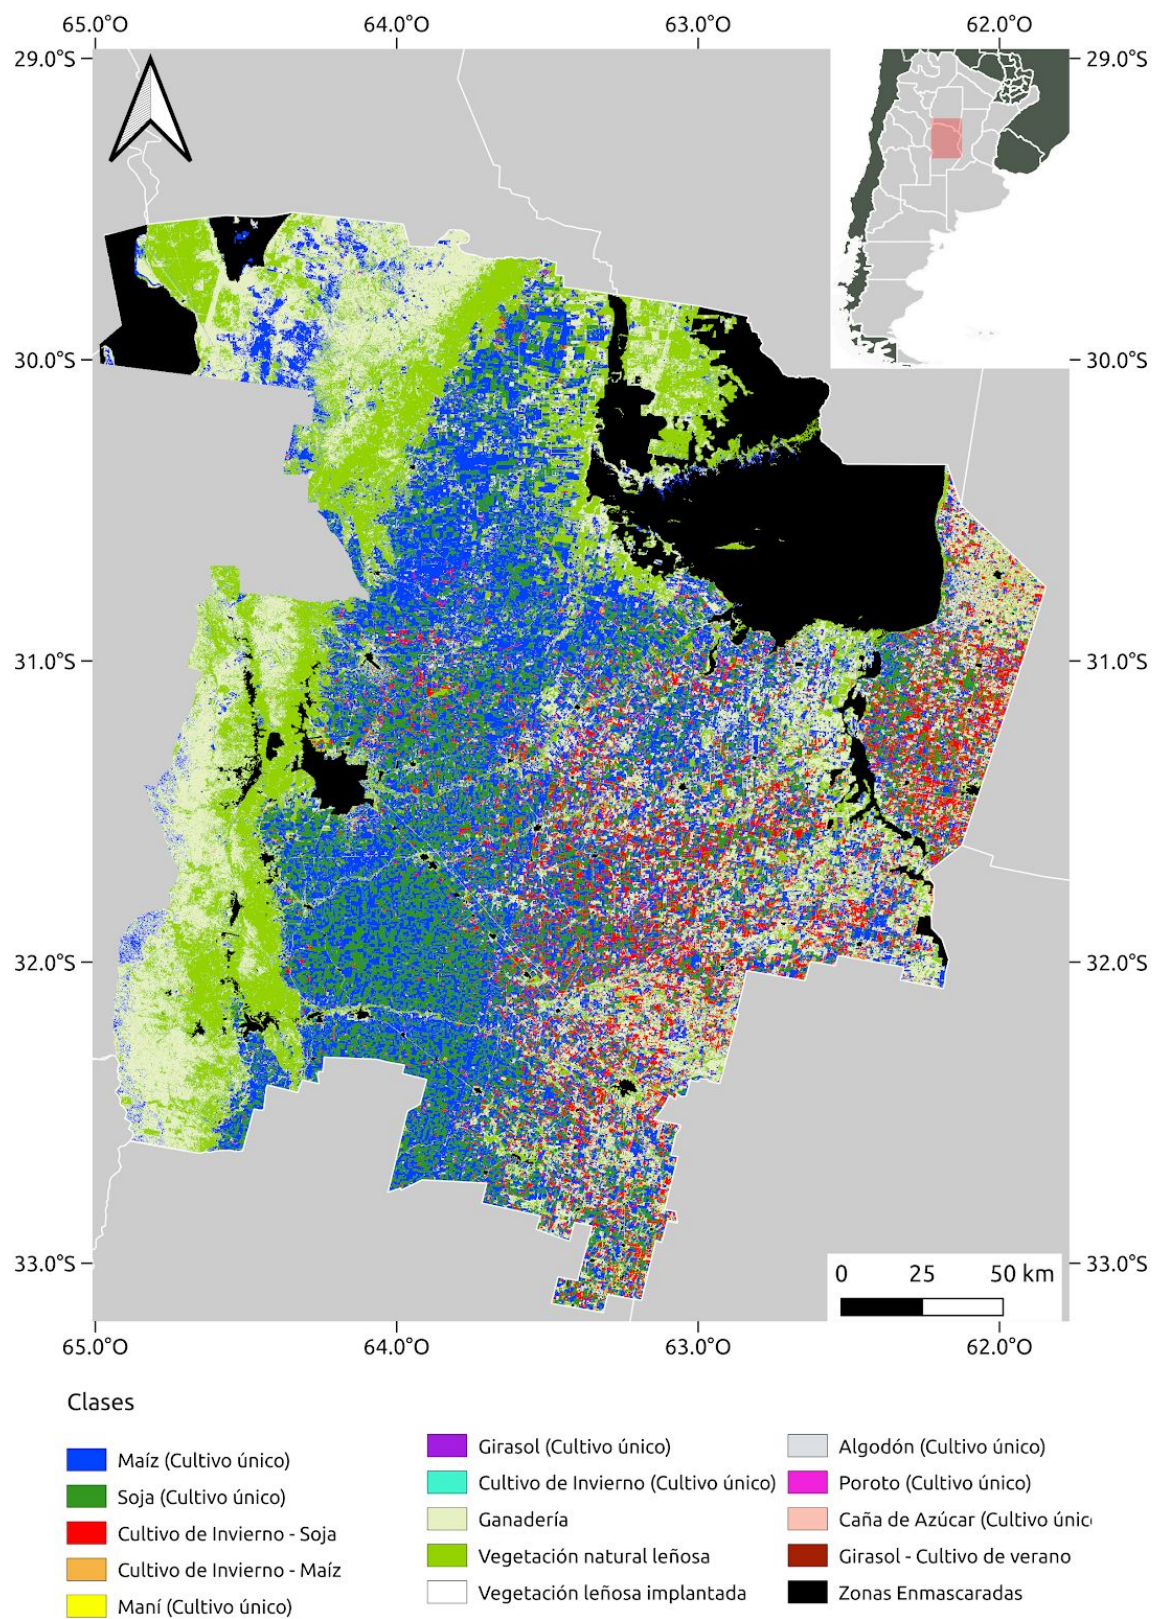 65.0°O 64.0°O 63.0°O 62.0°O
29.0°S 29.0°S
30.0°S 30.0°S
31.0°S 31.0°S
32.0°S 32.0°S
33.0°S 33.0°S
0 25 50 km
65.0°O 64.0°O 63.0°O 62.0°O
Clases
Maíz (Cultivo único)
Soja (Cultivo único)
Cultivo de Invierno - Soja
Cultivo de Invierno - Maíz
Maní (Cultivo único)
Girasol (Cultivo único)
Cultivo de Invierno (Cultivo único)
Ganadería
Vegetación natural leñosa
Vegetación leñosa implantada
Algodón (Cultivo único)
Poroto (Cultivo único)
Caña de Azúcar (Cultivo únic
Girasol - Cultivo de verano
Zonas Enmascaradas